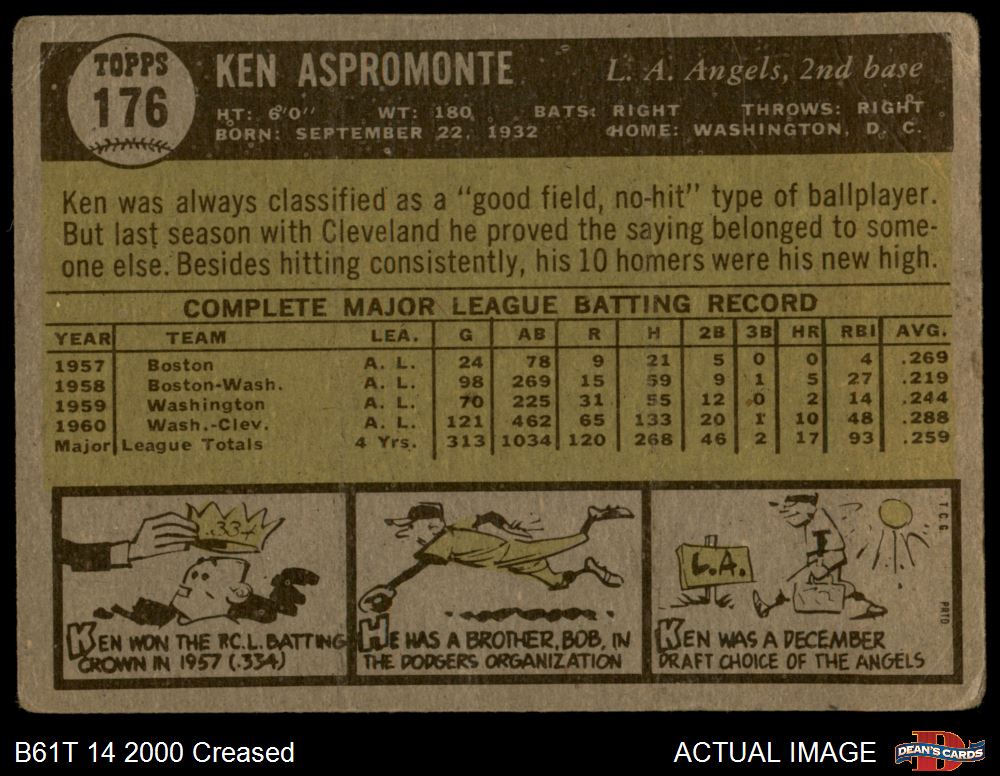 TOPPS
176
KEN ASPROMONTE
L. A. Angels, 2nd base
HT: 6'0" WT: 180 BATS: RIGHT THROWS: RIGHT
BORN: SEPTEMBER 22, 1932 HOME: WASHINGTON, D. C.
Ken was always classified as a "good field, no-hit" type of ballplayer.
But last season with Cleveland he proved the saying belonged to some-
one else. Besides hitting consistently, his 10 homers were his new high.
COMPLETE MAJOR LEAGUE BATTING RECORD
YEAR TEAM LEA. G AB R H 2B 3B HR RBI AVG.
1957 Boston A. L. 24 78 9 21 5 0 0 4 .269
1958 Boston-Wash. A. L. 98 269 15 59 9 1 5 27 .219
1959 Washington A. L. 70 225 31 55 12 0 2 14 .244
1960 Wash.-Clev. A. L. 121 462 65 133 20 1 10 48 .288
Major League Totals 4 Yrs. 313 1034 120 268 46 2 17 93 .259
.334
KEN WON THE P.C.L. BATTING
CROWN IN 1957 (.334)
HE HAS A BROTHER, BOB, IN
THE DODGERS ORGANIZATION
L.A.
KEN WAS A DECEMBER
DRAFT CHOICE OF THE ANGELS
T.C.G.
PRTD
B61T 14 2000 Creased
ACTUAL IMAGE
D
DEAN'S CARDS